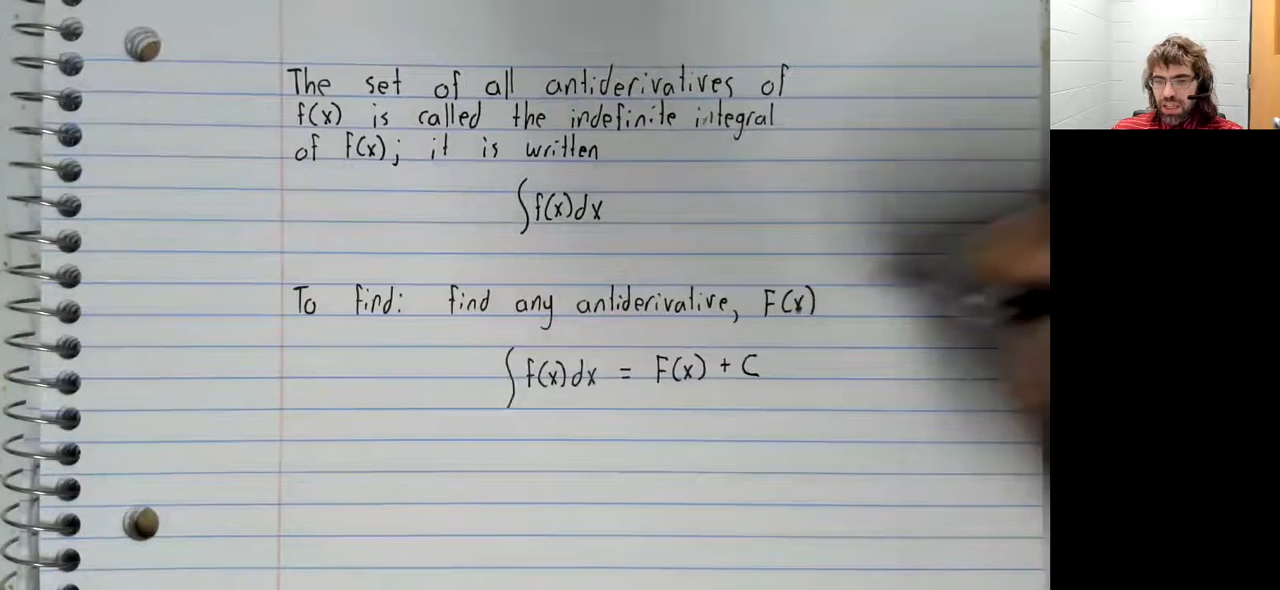 The set of all antiderivatives of
f(x) is called the indefinite integral
of f(x); it is written
∫f(x)dx
To find: find any antiderivative, F(x)
∫f(x)dx = F(x) + C